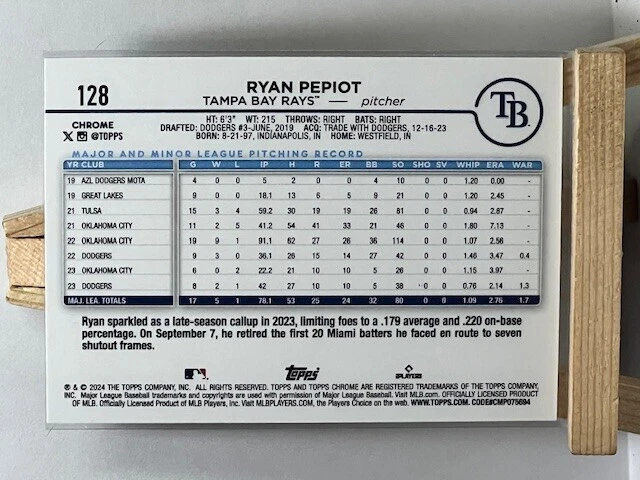 128
RYAN PEPIOT
TAMPA BAY RAYS™ — pitcher
TB
CHROME
X @TOPPS
HT: 6'3" WT: 215 THROWS: RIGHT BATS: RIGHT
DRAFTED: DODGERS #3-JUNE, 2019 ACQ: TRADE WITH DODGERS, 12-16-23
BORN: 8-21-97, INDIANAPOLIS, IN HOME: WESTFIELD, IN
MAJOR AND MINOR LEAGUE PITCHING RECORD
YR CLUB G W L IP H R ER BB SO SHO SV WHIP ERA WAR
19 AZL DODGERS MOTA 4 0 0 5 2 0 0 4 10 0 0 1.20 0.00 -
19 GREAT LAKES 9 0 0 18.1 13 6 5 9 21 0 0 1.20 2.45 -
21 TULSA 15 3 4 59.2 30 19 19 26 81 0 0 0.94 2.87 -
21 OKLAHOMA CITY 11 2 5 41.2 54 41 33 21 46 0 0 1.80 7.13 -
22 OKLAHOMA CITY 19 9 1 91.1 62 27 26 36 114 0 0 1.07 2.56 -
22 DODGERS 9 3 0 36.1 26 15 14 27 42 0 0 1.46 3.47 0.4
23 OKLAHOMA CITY 6 0 2 22.2 21 10 10 5 26 0 0 1.15 3.97 -
23 DODGERS 8 2 1 42 27 10 10 5 38 0 0 0.76 2.14 1.3
MAJ. LEA. TOTALS 17 5 1 78.1 53 25 24 32 80 0 0 1.09 2.76 1.7
Ryan sparkled as a late-season callup in 2023, limiting foes to a .179 average and .220 on-base
percentage. On September 7, he retired the first 20 Miami batters he faced en route to seven
shutout frames.
Topps
PLAYERS
® & © 2024 THE TOPPS COMPANY, INC. ALL RIGHTS RESERVED. TOPPS AND TOPPS CHROME ARE REGISTERED TRADEMARKS OF THE TOPPS COMPANY,
INC. Major League Baseball trademarks and copyrights are used with permission of Major League Baseball. Visit MLB.com. OFFICIALLY LICENSED PRODUCT
OF MLB. Officially Licensed Product of MLB Players, Inc. Visit MLBPLAYERS.COM, the Players Choice on the web. WWW.TOPPS.COM. CODE#CMP075694